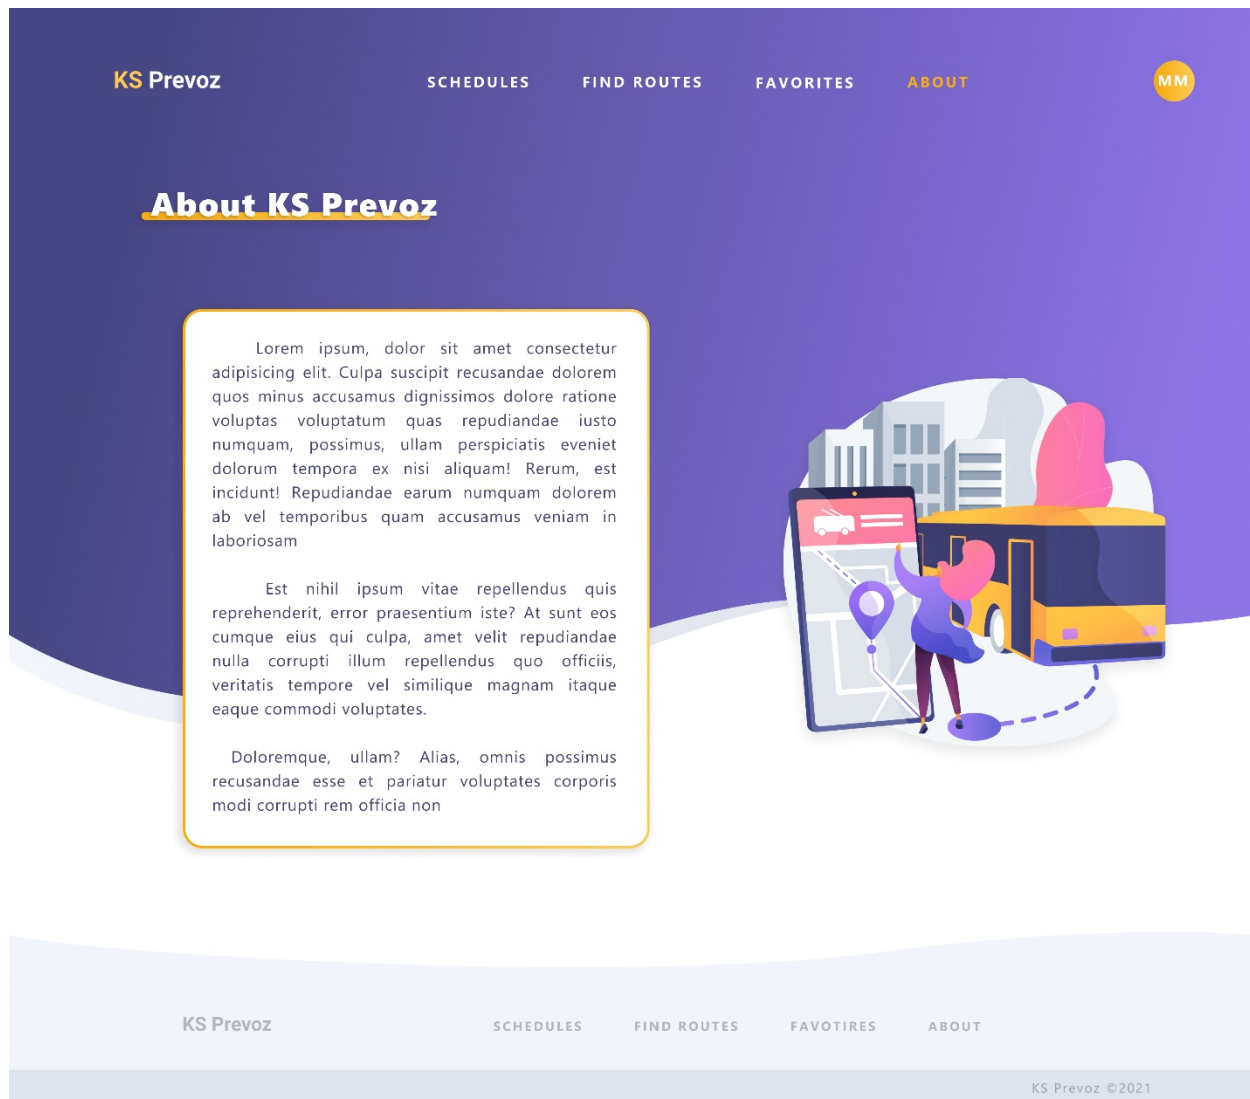 KS Prevoz
SCHEDULES
FIND ROUTES
FAVORITES
ABOUT
MM
About KS Prevoz
Lorem ipsum, dolor sit amet consectetur
adipisicing elit. Culpa suscipit recusandae dolorem
quos minus accusamus dignissimos dolore ratione
voluptas voluptatum quas repudiandae iusto
numquam, possimus, ullam perspiciatis eveniet
dolorum tempora ex nisi aliquam! Rerum, est
incidunt! Repudiandae earum numquam dolorem
ab vel temporibus quam accusamus veniam in
laboriosam
Est nihil ipsum vitae repellendus quis
reprehenderit, error praesentium iste? At sunt eos
cumque eius qui culpa, amet velit repudiandae
nulla corrupti illum repellendus quo officiis,
veritatis tempore vel similique magnam itaque
eaque commodi voluptates.
Doloremque, ullam? Alias, omnis possimus
recusandae esse et pariatur voluptates corporis
modi corrupti rem officia non
KS Prevoz
SCHEDULES
FIND ROUTES
FAVOTIRES
ABOUT
KS Prevoz ©2021